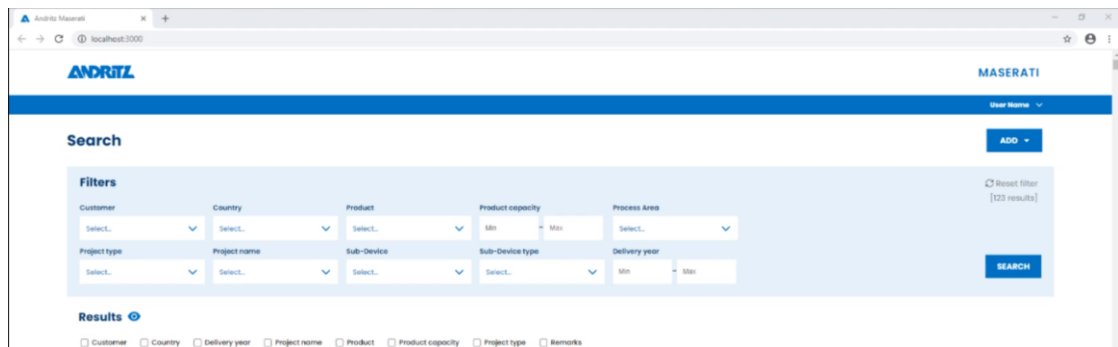 Andritz Maserati
localhost:3000
ANDRITZ
MASERATI
User Name
Search
ADD
Filters
Reset filter
[123 results]
Customer Country Product Product capacity Process Area
Select... Select... Select... Min - Max Select...
Project type Project name Sub-Device Sub-Device type Delivery year
Select... Select... Select... Select... Min - Max
SEARCH
Results
Customer Country Delivery year Project name Product Product capacity Project type Remarks